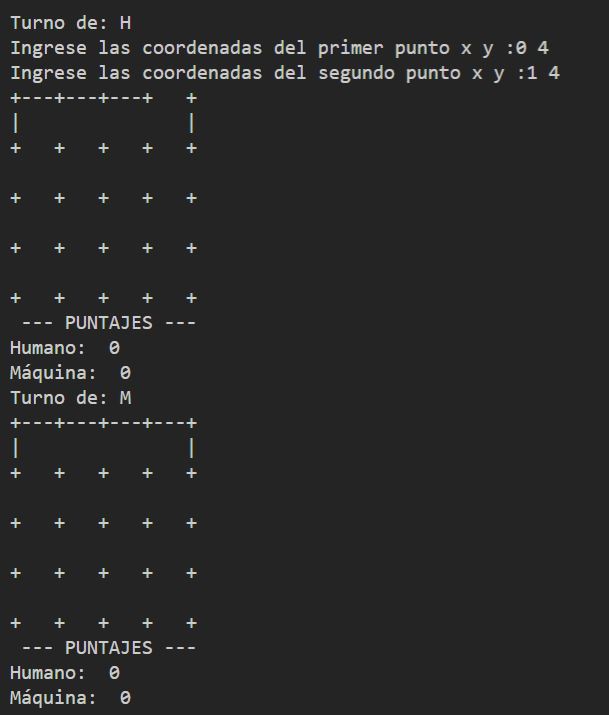 Turno de: H
Ingrese las coordenadas del primer punto x y :0 4
Ingrese las coordenadas del segundo punto x y :1 4
+---+---+---+   +
|               |
+   +   +   +   +

+   +   +   +   +

+   +   +   +   +

+   +   +   +   +
 --- PUNTAJES ---
Humano:  0
Máquina:  0
Turno de: M
+---+---+---+---+
|               |
+   +   +   +   +

+   +   +   +   +

+   +   +   +   +

+   +   +   +   +
 --- PUNTAJES ---
Humano:  0
Máquina:  0